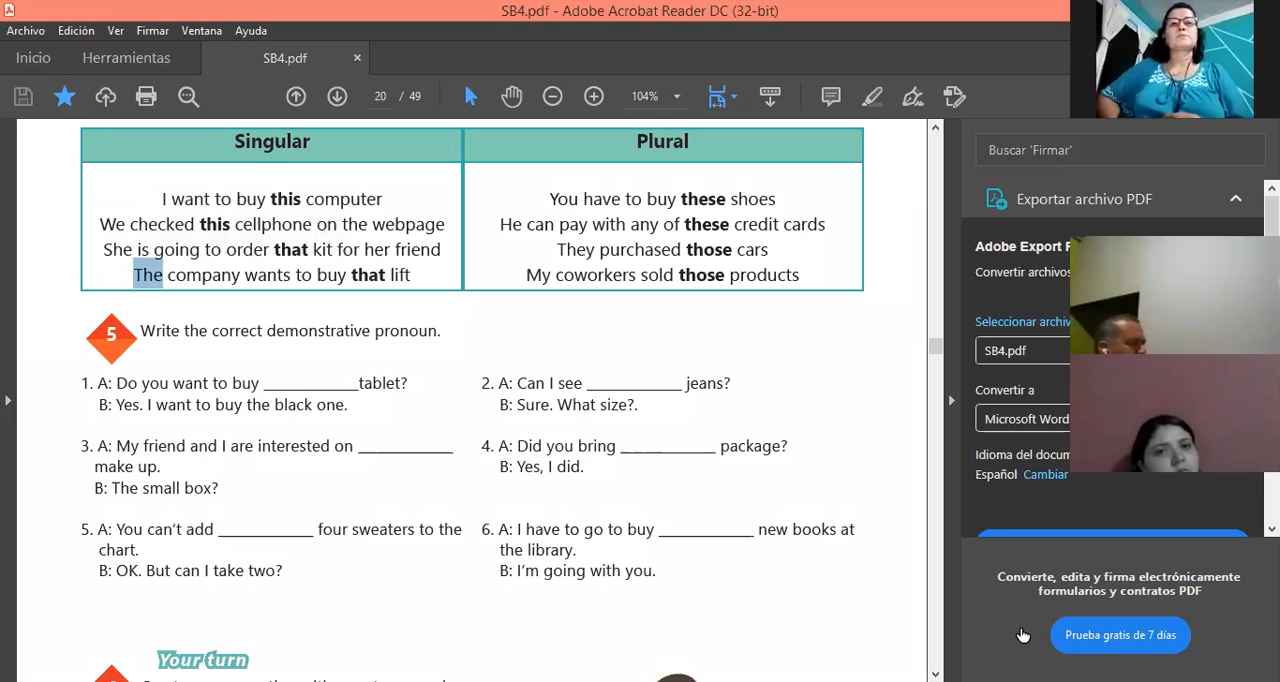 SB4.pdf - Adobe Acrobat Reader DC (32-bit)
Archivo Edición Ver Firmar Ventana Ayuda
Inicio Herramientas SB4.pdf ×
20 / 49 104%
Singular Plural
I want to buy this computer
We checked this cellphone on the webpage
She is going to order that kit for her friend
The company wants to buy that lift
You have to buy these shoes
He can pay with any of these credit cards
They purchased those cars
My coworkers sold those products
5 Write the correct demonstrative pronoun.
1. A: Do you want to buy ___________tablet?
B: Yes. I want to buy the black one.
2. A: Can I see ___________ jeans?
B: Sure. What size?.
3. A: My friend and I are interested on ___________
make up.
B: The small box?
4. A: Did you bring ___________ package?
B: Yes, I did.
5. A: You can't add ___________ four sweaters to the
chart.
B: OK. But can I take two?
6. A: I have to go to buy ___________ new books at
the library.
B: I'm going with you.
Your turn
Buscar 'Firmar'
Exportar archivo PDF
Adobe Export
Convertir archivos
Seleccionar archi
SB4.pdf
Convertir a
Microsoft Word
Idioma del docum
Español Cambiar
Convierte, edita y firma electrónicamente
formularios y contratos PDF
Prueba gratis de 7 días